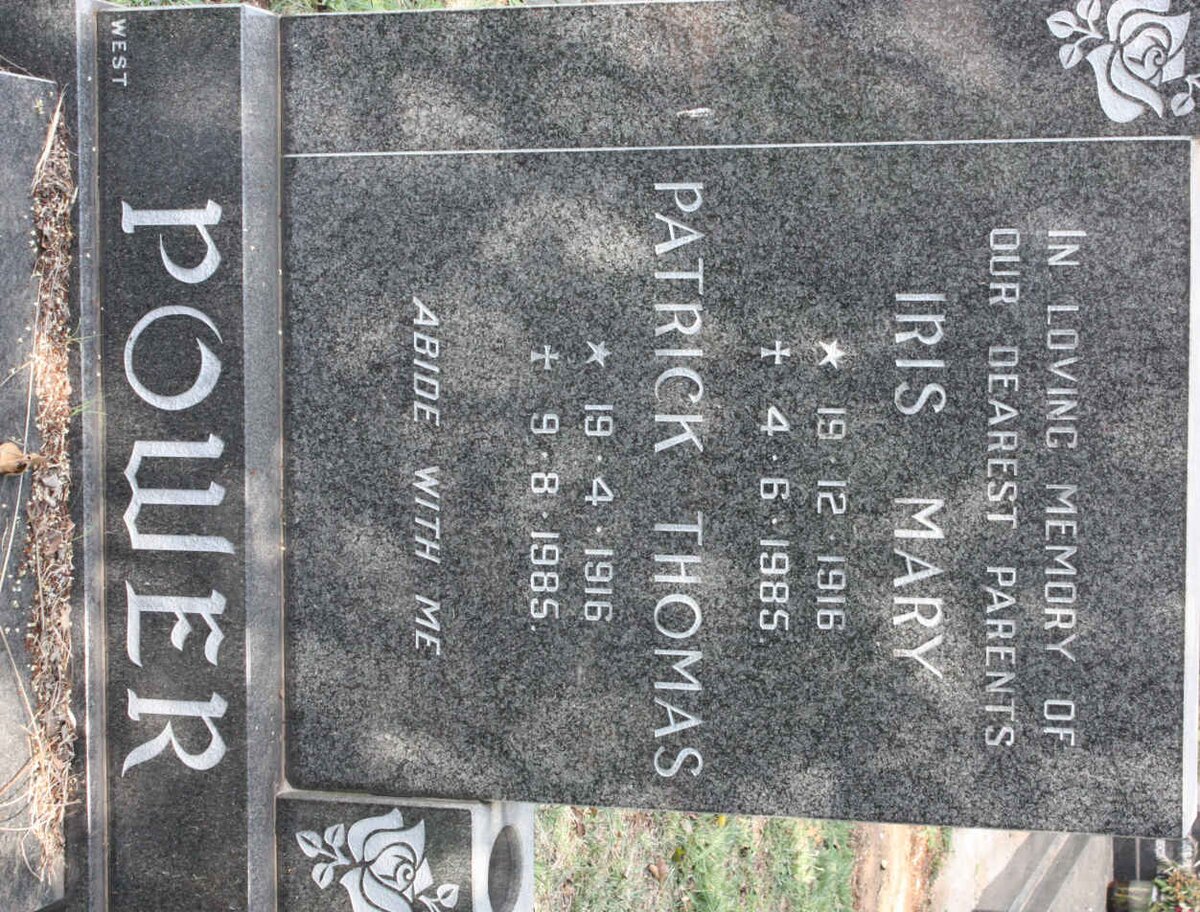 IN LOVING MEMORY OF
OUR DEAREST PARENTS
IRIS MARY
★ 19·12·1916
✝ 4·6·1985
PATRICK THOMAS
★ 19·4·1916
✝ 9·8·1985.
ABIDE WITH ME
POWER
WEST